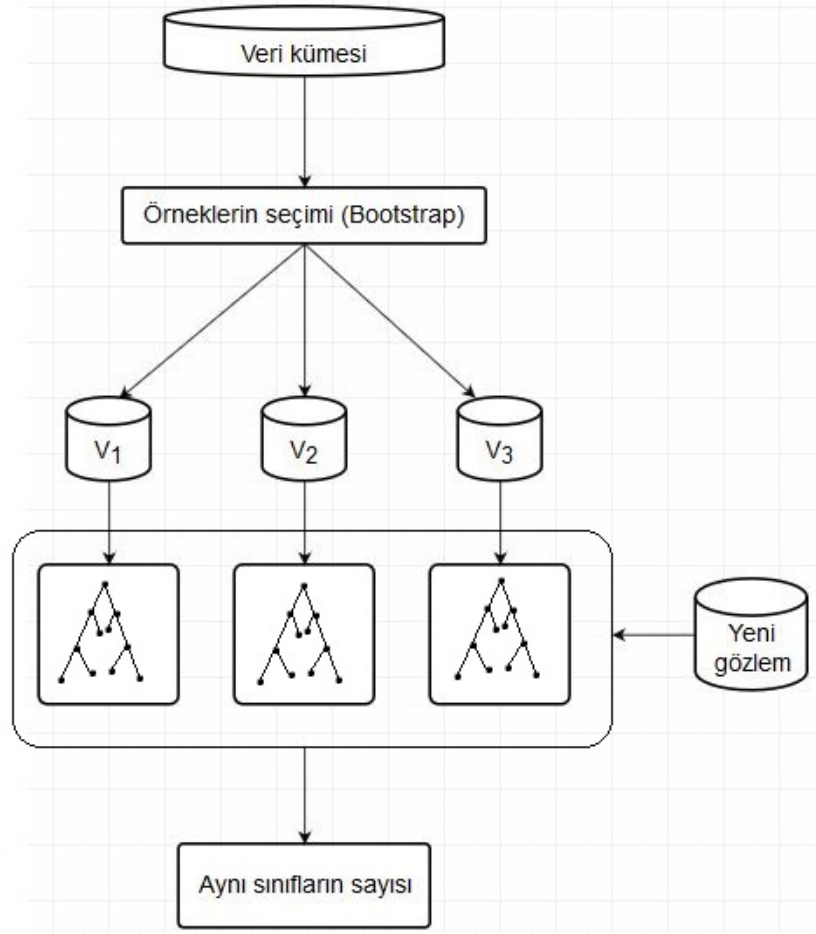 Veri kümesi
Örneklerin seçimi (Bootstrap)
V1
V2
V3
Yeni
gözlem
Aynı sınıfların sayısı